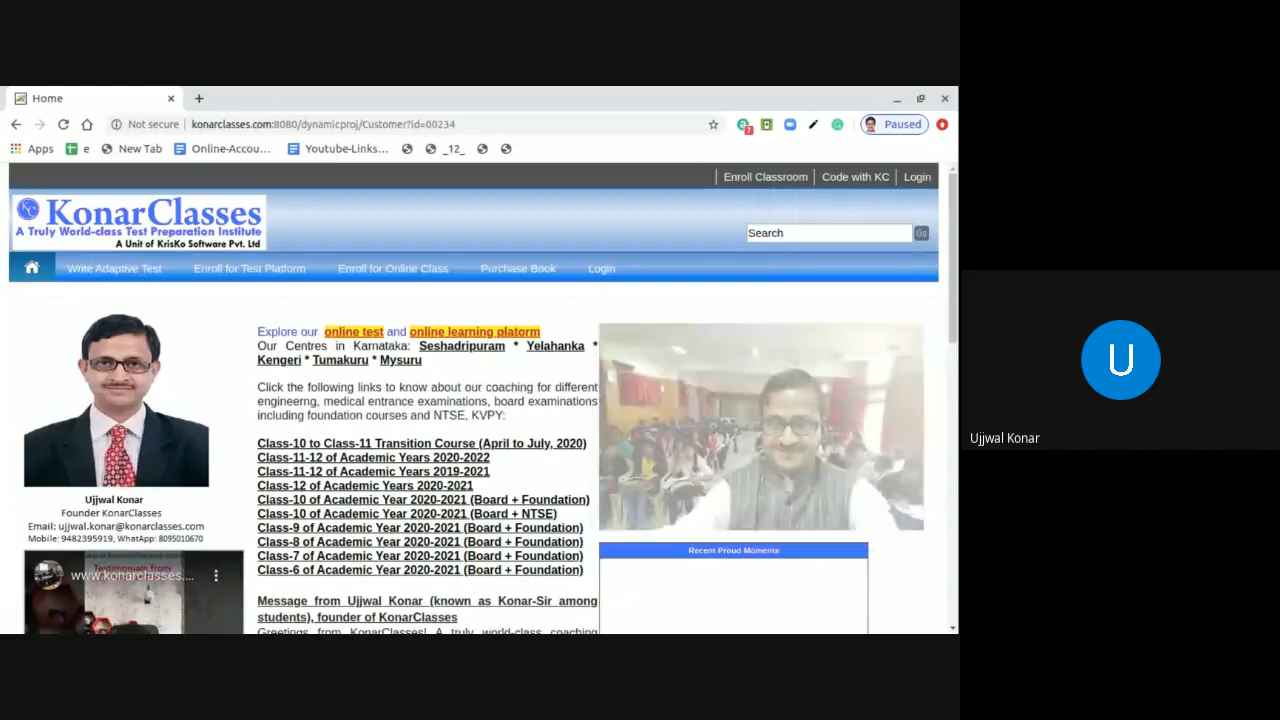 Home
Not secure | konarclasses.com:8080/dynamicproj/Customer?id=00234
7
Paused
Apps e New Tab Online-Accou... Youtube-Links... _12_
Enroll Classroom Code with KC Login
KonarClasses
A Truly World-class Test Preparation Institute
A Unit of KrisKo Software Pvt. Ltd
Search Go
Write Adaptive Test Enroll for Test Platform Enroll for Online Class Purchase Book Login
Explore our online test and online learning platorm
Our Centres in Karnataka: Seshadripuram * Yelahanka *
Kengeri * Tumakuru * Mysuru
Click the following links to know about our coaching for different
engineerng, medical entrance examinations, board examinations
including foundation courses and NTSE, KVPY:
Class-10 to Class-11 Transition Course (April to July, 2020)
Class-11-12 of Academic Years 2020-2022
Class-11-12 of Academic Years 2019-2021
Class-12 of Academic Years 2020-2021
Class-10 of Academic Year 2020-2021 (Board + Foundation)
Class-10 of Academic Year 2020-2021 (Board + NTSE)
Class-9 of Academic Year 2020-2021 (Board + Foundation)
Class-8 of Academic Year 2020-2021 (Board + Foundation)
Class-7 of Academic Year 2020-2021 (Board + Foundation)
Class-6 of Academic Year 2020-2021 (Board + Foundation)
Message from Ujjwal Konar (known as Konar-Sir among
students), founder of KonarClasses
Greetings from KonarClasses! A truly world-class coaching
Ujjwal Konar
Founder KonarClasses
Email: ujjwal.konar@konarclasses.com
Mobile: 9482395919, WhatsApp: 8095010670
Testimonials from
www.konarclasses....
Recent Proud Moments
U
Ujjwal Konar